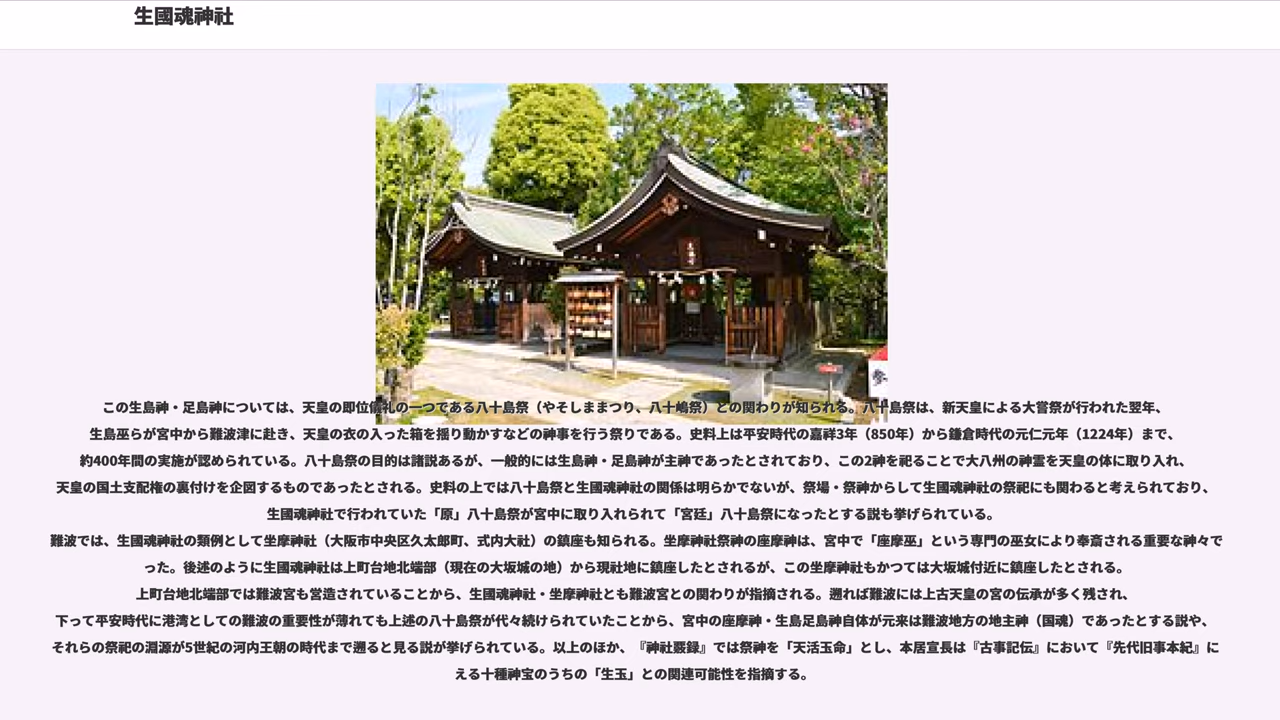 生國魂神社
この生島神・足島神については、天皇の即位儀礼の一つである八十島祭（やそしままつり、八十嶋祭）との関わりが知られる。八十島祭は、新天皇による大嘗祭が行われた翌年、
生島巫らが宮中から難波津に赴き、天皇の衣の入った箱を揺り動かすなどの神事を行う祭りである。史料上は平安時代の嘉祥3年（850年）から鎌倉時代の元仁元年（1224年）まで、
約400年間の実施が認められている。八十島祭の目的は諸説あるが、一般的には生島神・足島神が主神であったとされており、この2神を祀ることで大八州の神霊を天皇の体に取り入れ、
天皇の国土支配権の裏付けを企図するものであったとされる。史料の上では八十島祭と生國魂神社の関係は明らかでないが、祭場・祭神からして生國魂神社の祭祀にも関わると考えられており、
生國魂神社で行われていた「原」八十島祭が宮中に取り入れられて「宮廷」八十島祭になったとする説も挙げられている。
難波では、生國魂神社の類例として坐摩神社（大阪市中央区久太郎町、式内大社）の鎮座も知られる。坐摩神社祭神の座摩神は、宮中で「座摩巫」という専門の巫女により奉斎される重要な神々で
った。後述のように生國魂神社は上町台地北端部（現在の大坂城の地）から現社地に鎮座したとされるが、この坐摩神社もかつては大坂城付近に鎮座したとされる。
上町台地北端部では難波宮も営造されていることから、生國魂神社・坐摩神社とも難波宮との関わりが指摘される。遡れば難波には上古天皇の宮の伝承が多く残され、
下って平安時代に港湾としての難波の重要性が薄れても上述の八十島祭が代々続けられていたことから、宮中の座摩神・生島足島神自体が元来は難波地方の地主神（国魂）であったとする説や、
それらの祭祀の淵源が5世紀の河内王朝の時代まで遡ると見る説が挙げられている。以上のほか、『神社覈録』では祭神を「天活玉命」とし、本居宣長は『古事記伝』において『先代旧事本紀』に
える十種神宝のうちの「生玉」との関連可能性を指摘する。